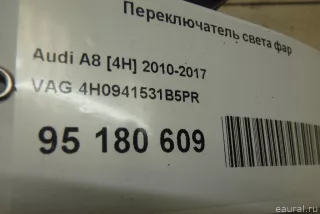 Переключатель света фар
Audi A8 [4H] 2010-2017
VAG 4H0941531B5PR
95 180 609
eaural.ru